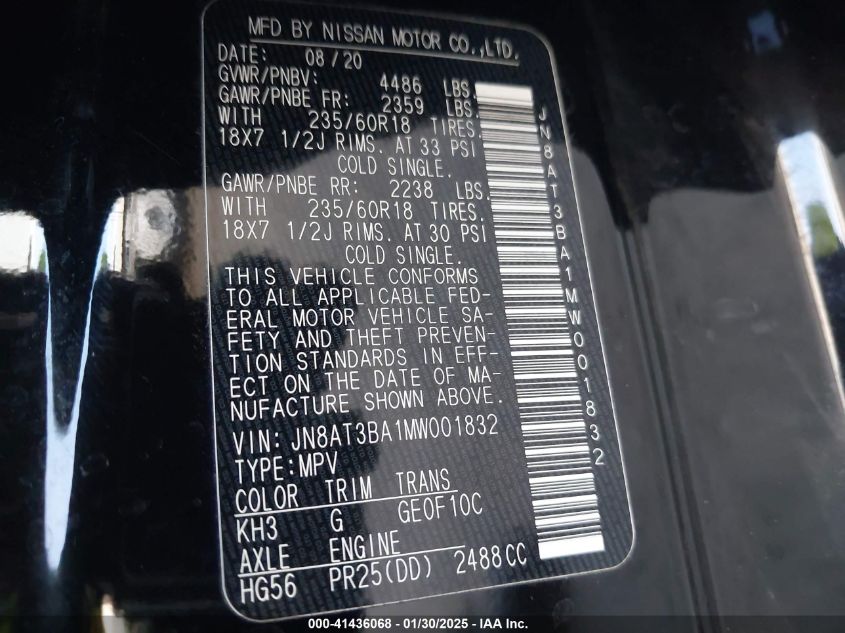 MFD BY NISSAN MOTOR CO.,LTD.
DATE: 08/20
GVWR/PNBV: 4486 LBS.
GAWR/PNBE FR: 2359 LBS.
WITH 235/60R18 TIRES.
18X7 1/2J RIMS. AT 33 PSI
COLD SINGLE.
GAWR/PNBE RR: 2238 LBS.
WITH 235/60R18 TIRES.
18X7 1/2J RIMS. AT 30 PSI
COLD SINGLE.
THIS VEHICLE CONFORMS
TO ALL APPLICABLE FED-
ERAL MOTOR VEHICLE SA-
FETY AND THEFT PREVEN-
TION STANDARDS IN EFF-
ECT ON THE DATE OF MA-
NUFACTURE SHOWN ABOVE.
VIN: JN8AT3BA1MW001832
TYPE:MPV
COLOR TRIM TRANS
KH3 G GE0F10C
AXLE ENGINE
HG56 PR25(DD) 2488CC
JN8AT3BA1MW001832
000-41436068 - 01/30/2025 - IAA Inc.